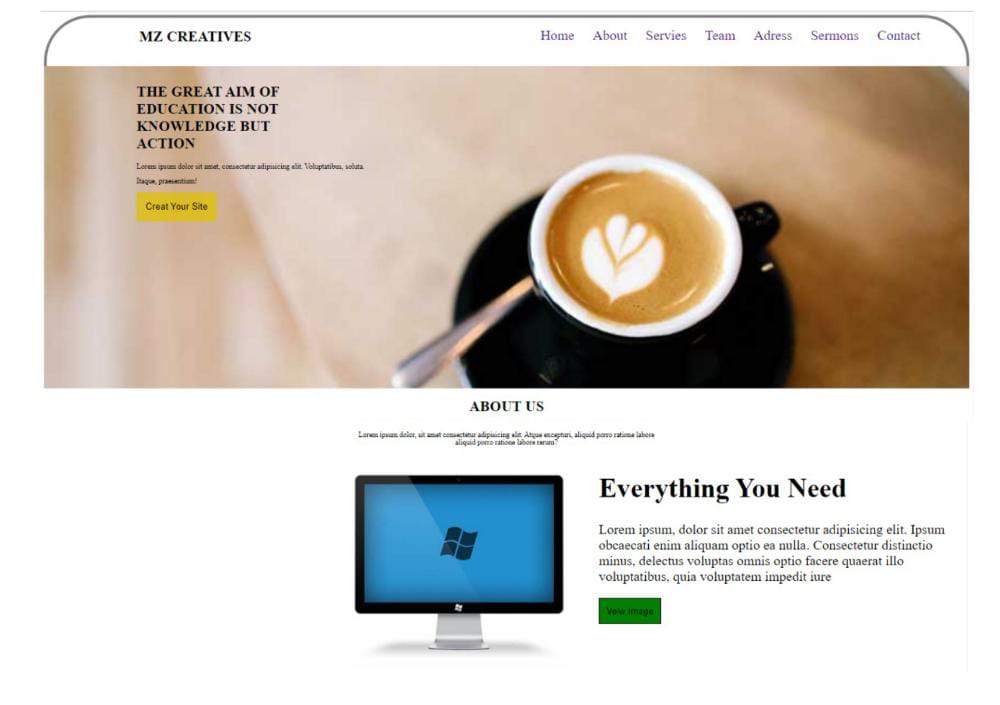 MZ CREATIVES
Home About Servies Team Adress Sermons Contact
THE GREAT AIM OF
EDUCATION IS NOT
KNOWLEDGE BUT
ACTION
Lorem ipsum dolor sit amet, consectetur adipisicing elit. Voluptatibus, soluta.
Itaque, praesentium!
Creat Your Site
ABOUT US
Lorem ipsum dolor, sit amet consectetur adipisicing elit. Atque excepturi, aliquid porro ratione labore
aliquid porro ratione labore rerum?
Everything You Need
Lorem ipsum, dolor sit amet consectetur adipisicing elit. Ipsum
obcaecati enim aliquam optio ea nulla. Consectetur distinctio
minus, delectus voluptas omnis optio facere quaerat illo
voluptatibus, quia voluptatem impedit iure
Veiw Image